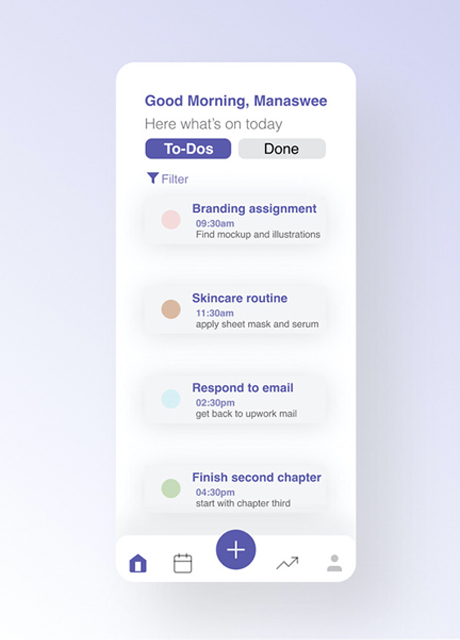 Good Morning, Manaswee
Here what's on today
To-Dos Done
Filter
Branding assignment
09:30am
Find mockup and illustrations
Skincare routine
11:30am
apply sheet mask and serum
Respond to email
02:30pm
get back to upwork mail
Finish second chapter
04:30pm
start with chapter third